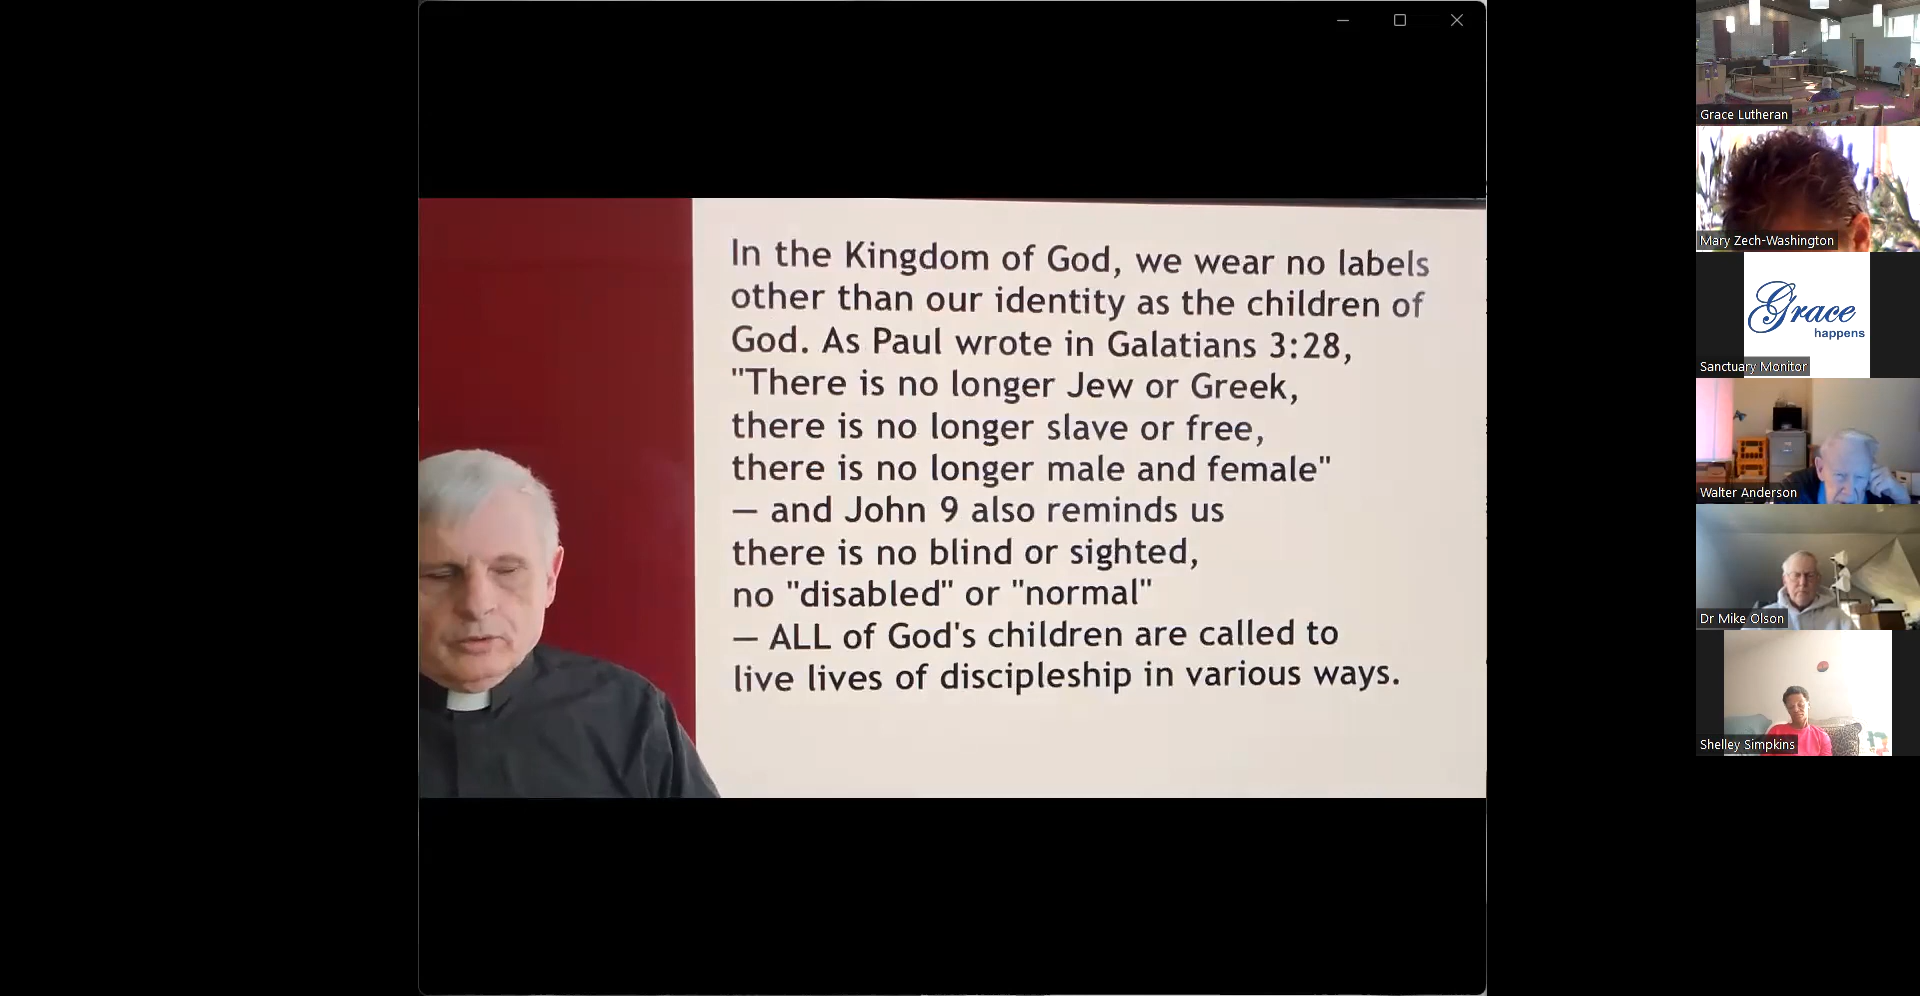 In the Kingdom of God, we wear no labels
other than our identity as the children of
God. As Paul wrote in Galatians 3:28,
"There is no longer Jew or Greek,
there is no longer slave or free,
there is no longer male and female"
— and John 9 also reminds us
there is no blind or sighted,
no "disabled" or "normal"
— ALL of God's children are called to
live lives of discipleship in various ways.
Grace Lutheran
Mary Zech-Washington
Grace
happens
Sanctuary Monitor
Walter Anderson
Dr Mike Olson
Shelley Simpkins